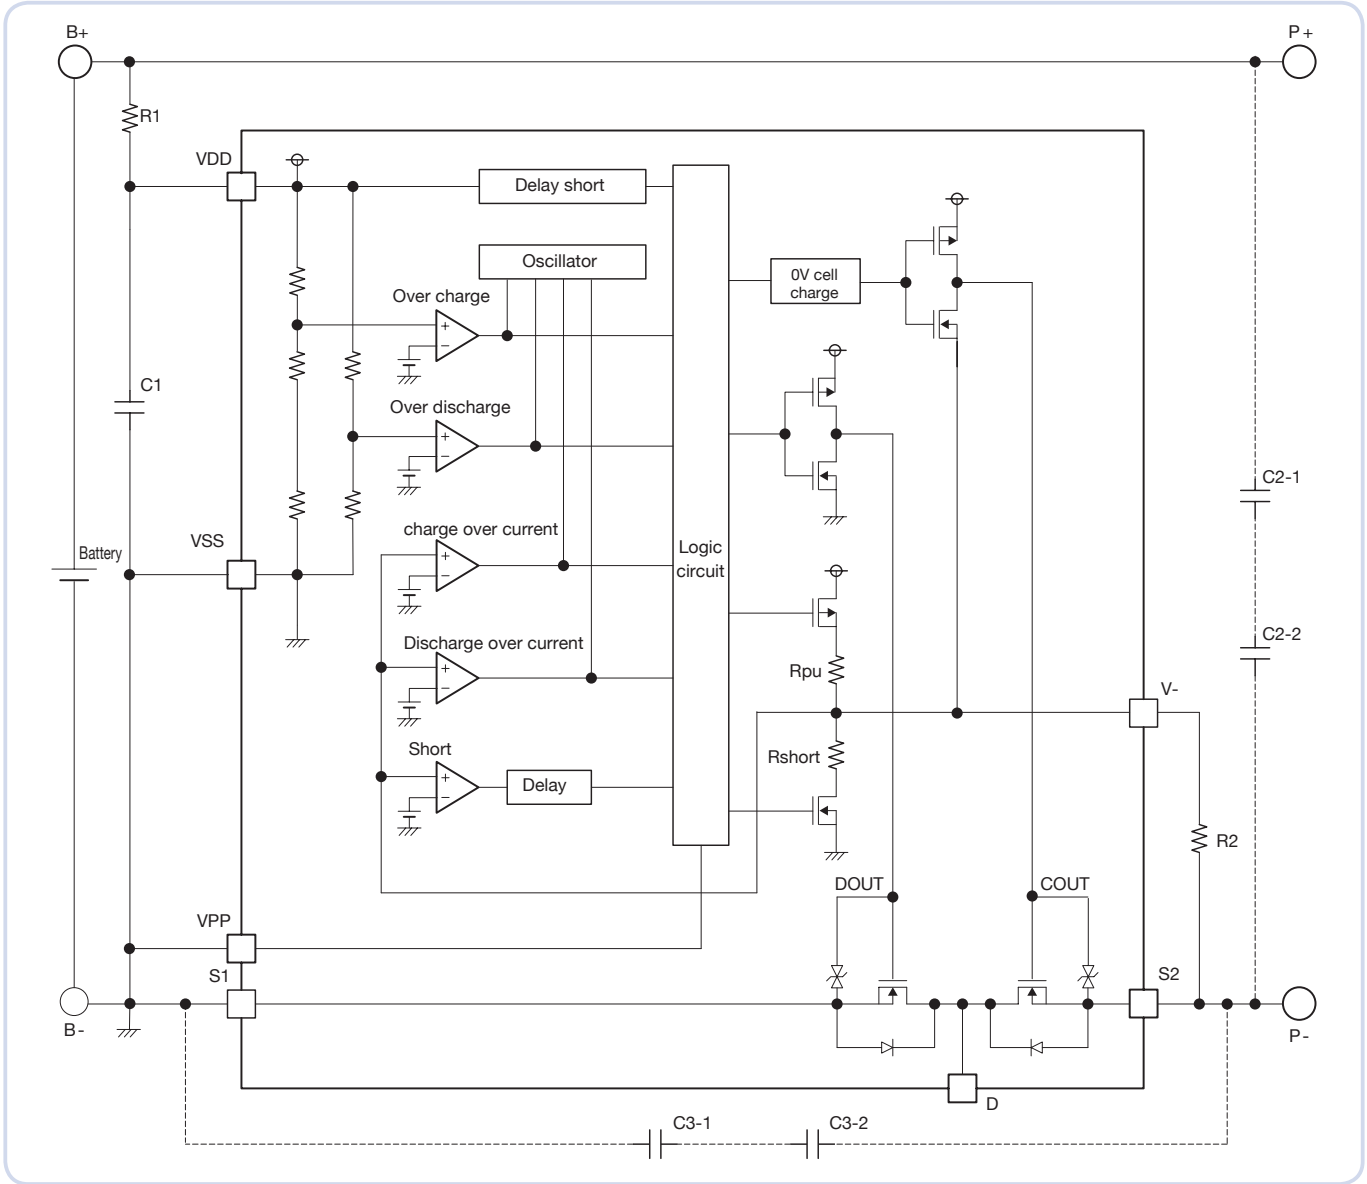 B+
P+
R1
VDD
Delay short
Oscillator
0V cell
charge
Over charge
+
−
C1
Over discharge
+
−
C2-1
charge over current
VSS
Battery
+
−
Logic
circuit
C2-2
Discharge over current
+
−
Rpu
V-
Short
+
−
Delay
Rshort
R2
DOUT
COUT
VPP
S1
S2
B-
P-
D
C3-1
C3-2